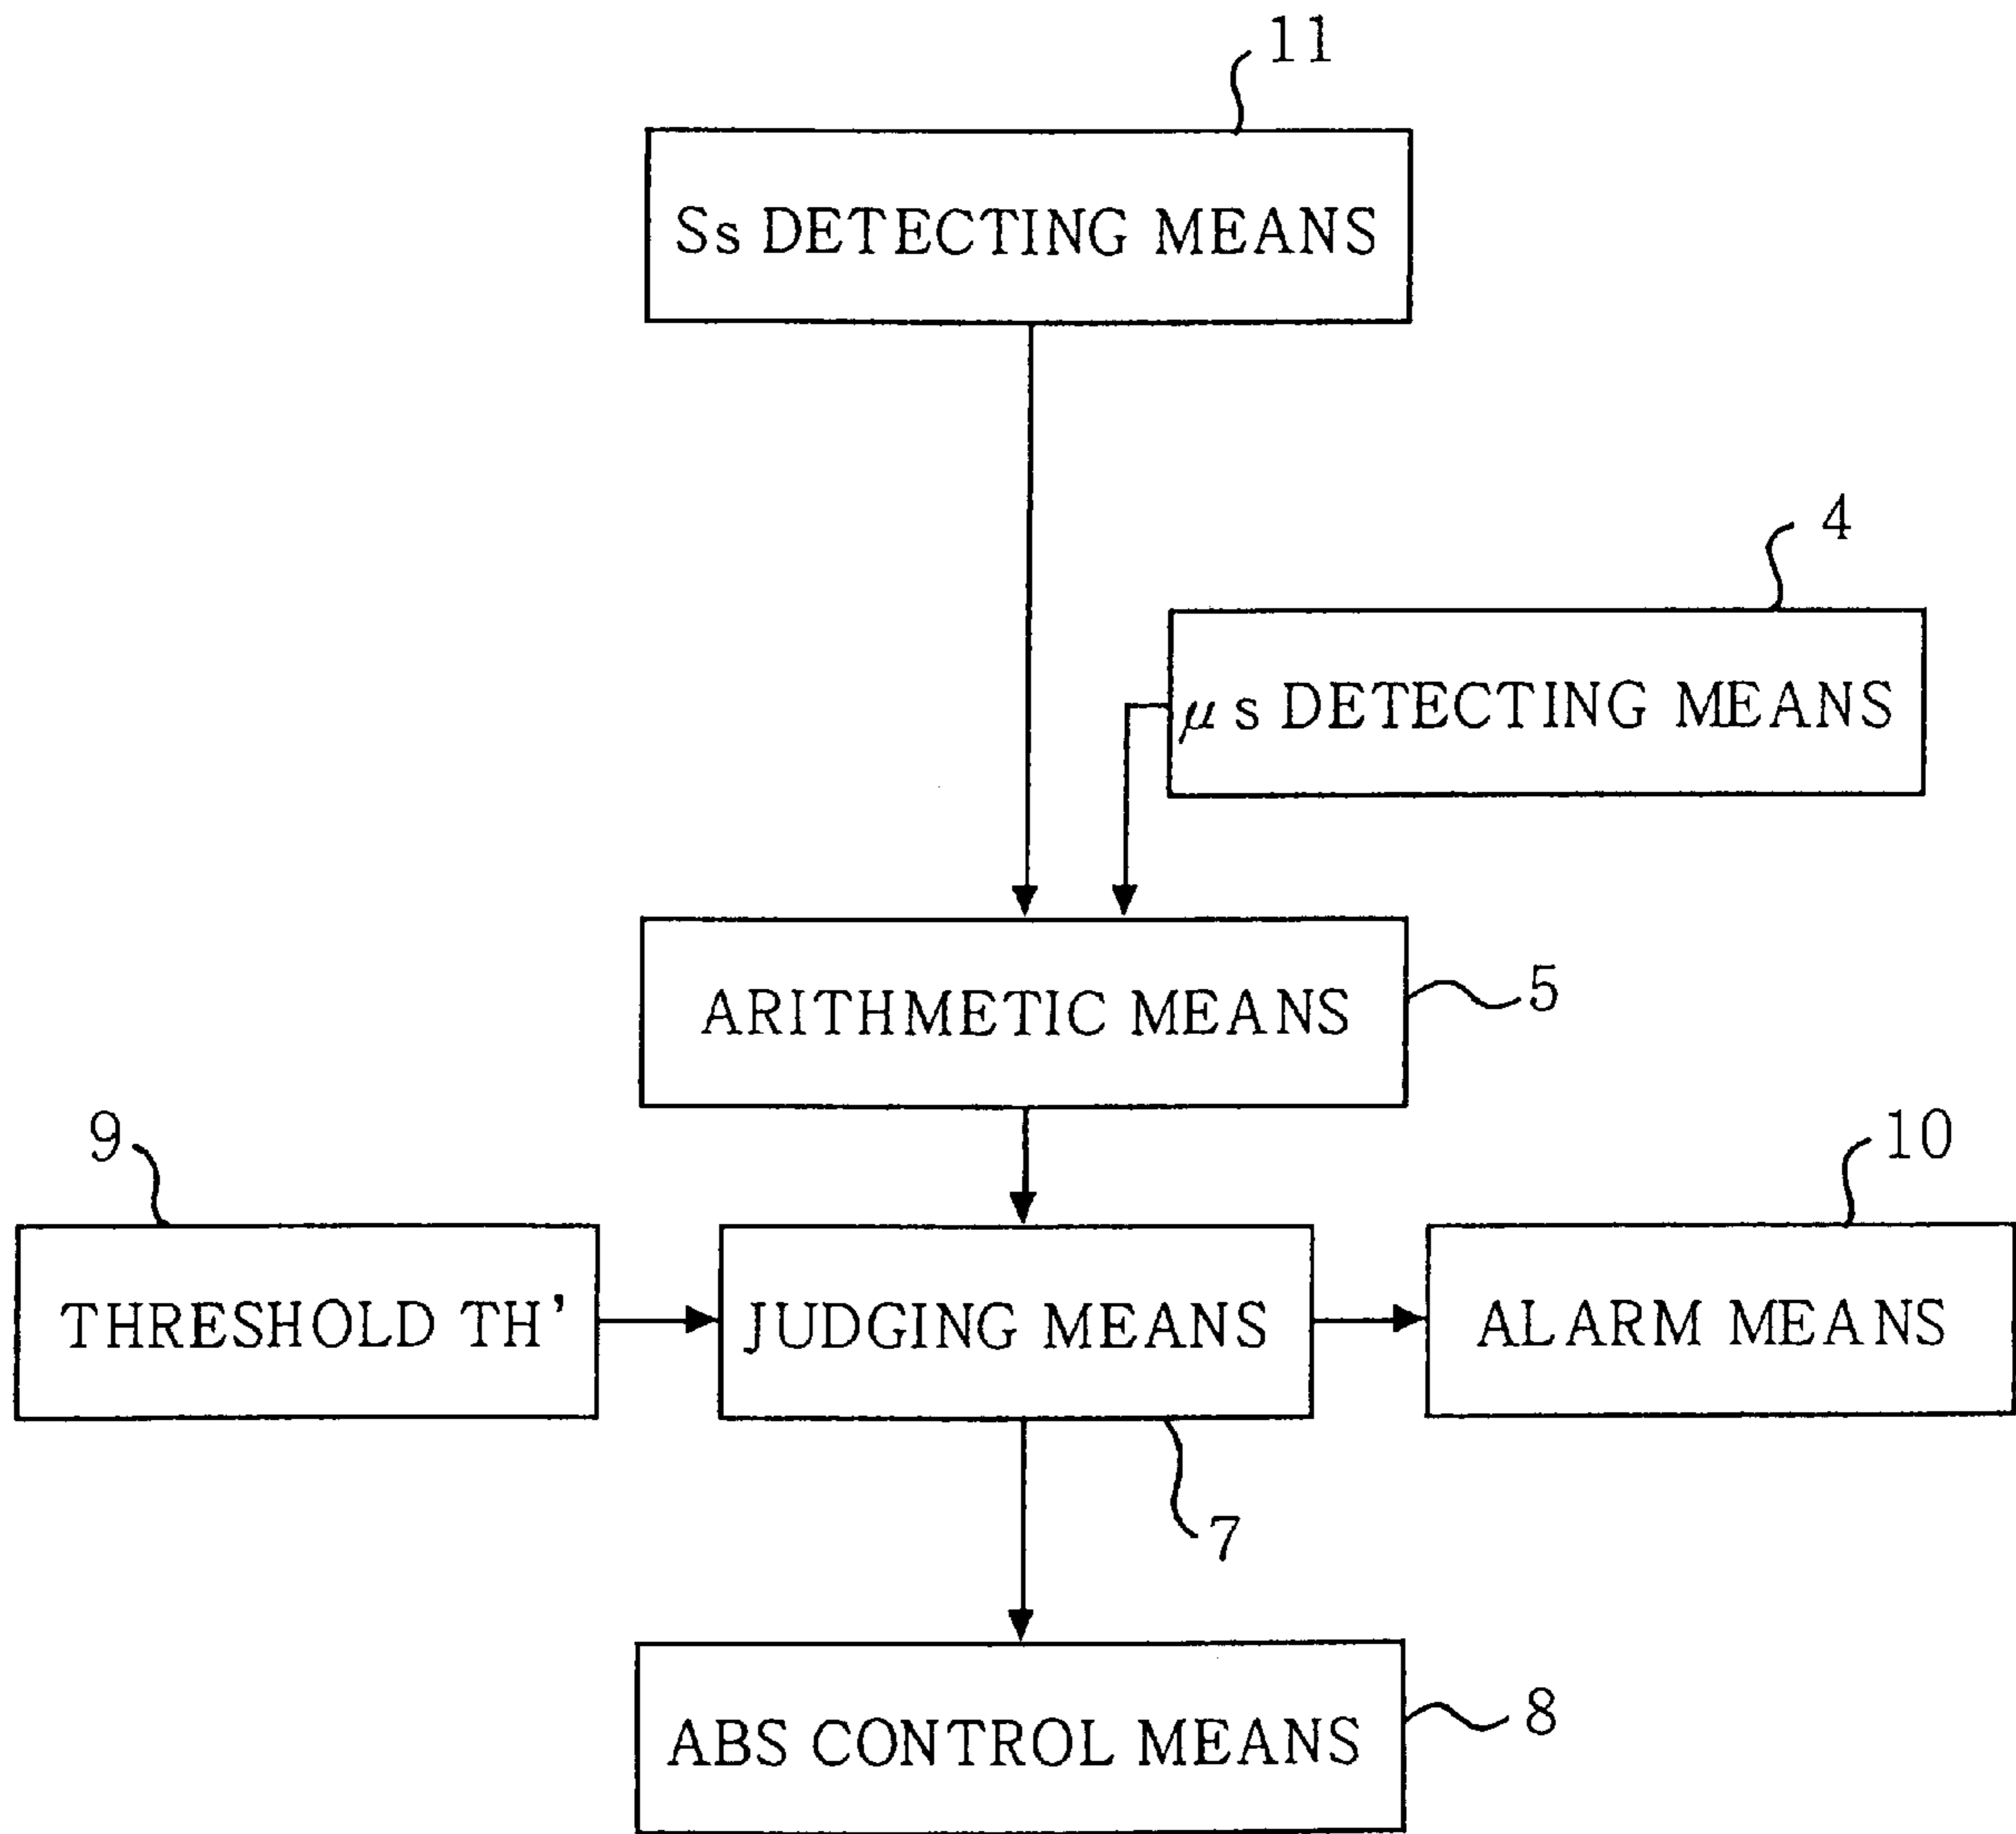 11
Ss DETECTING MEANS
4
μs DETECTING MEANS
ARITHMETIC MEANS
5
9
10
THRESHOLD TH'
JUDGING MEANS
ALARM MEANS
7
ABS CONTROL MEANS
8